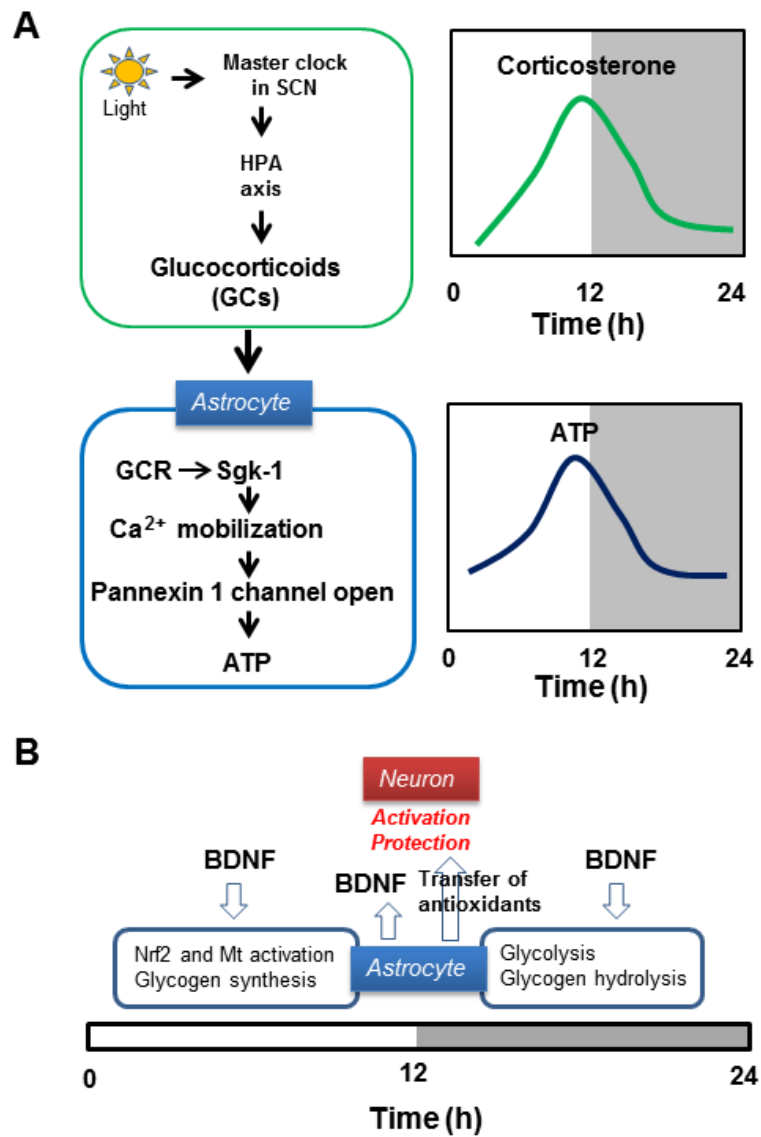 A
Light
Master clock
in SCN
HPA
axis
Glucocorticoids
(GCs)
Corticosterone
0 12 24
Time (h)
Astrocyte
GCR → Sgk-1
Ca²⁺ mobilization
Pannexin 1 channel open
ATP
ATP
0 12 24
Time (h)
B
Neuron
Activation
Protection
BDNF
BDNF
Transfer of
antioxidants
BDNF
Nrf2 and Mt activation
Glycogen synthesis
Astrocyte
Glycolysis
Glycogen hydrolysis
0 12 24
Time (h)